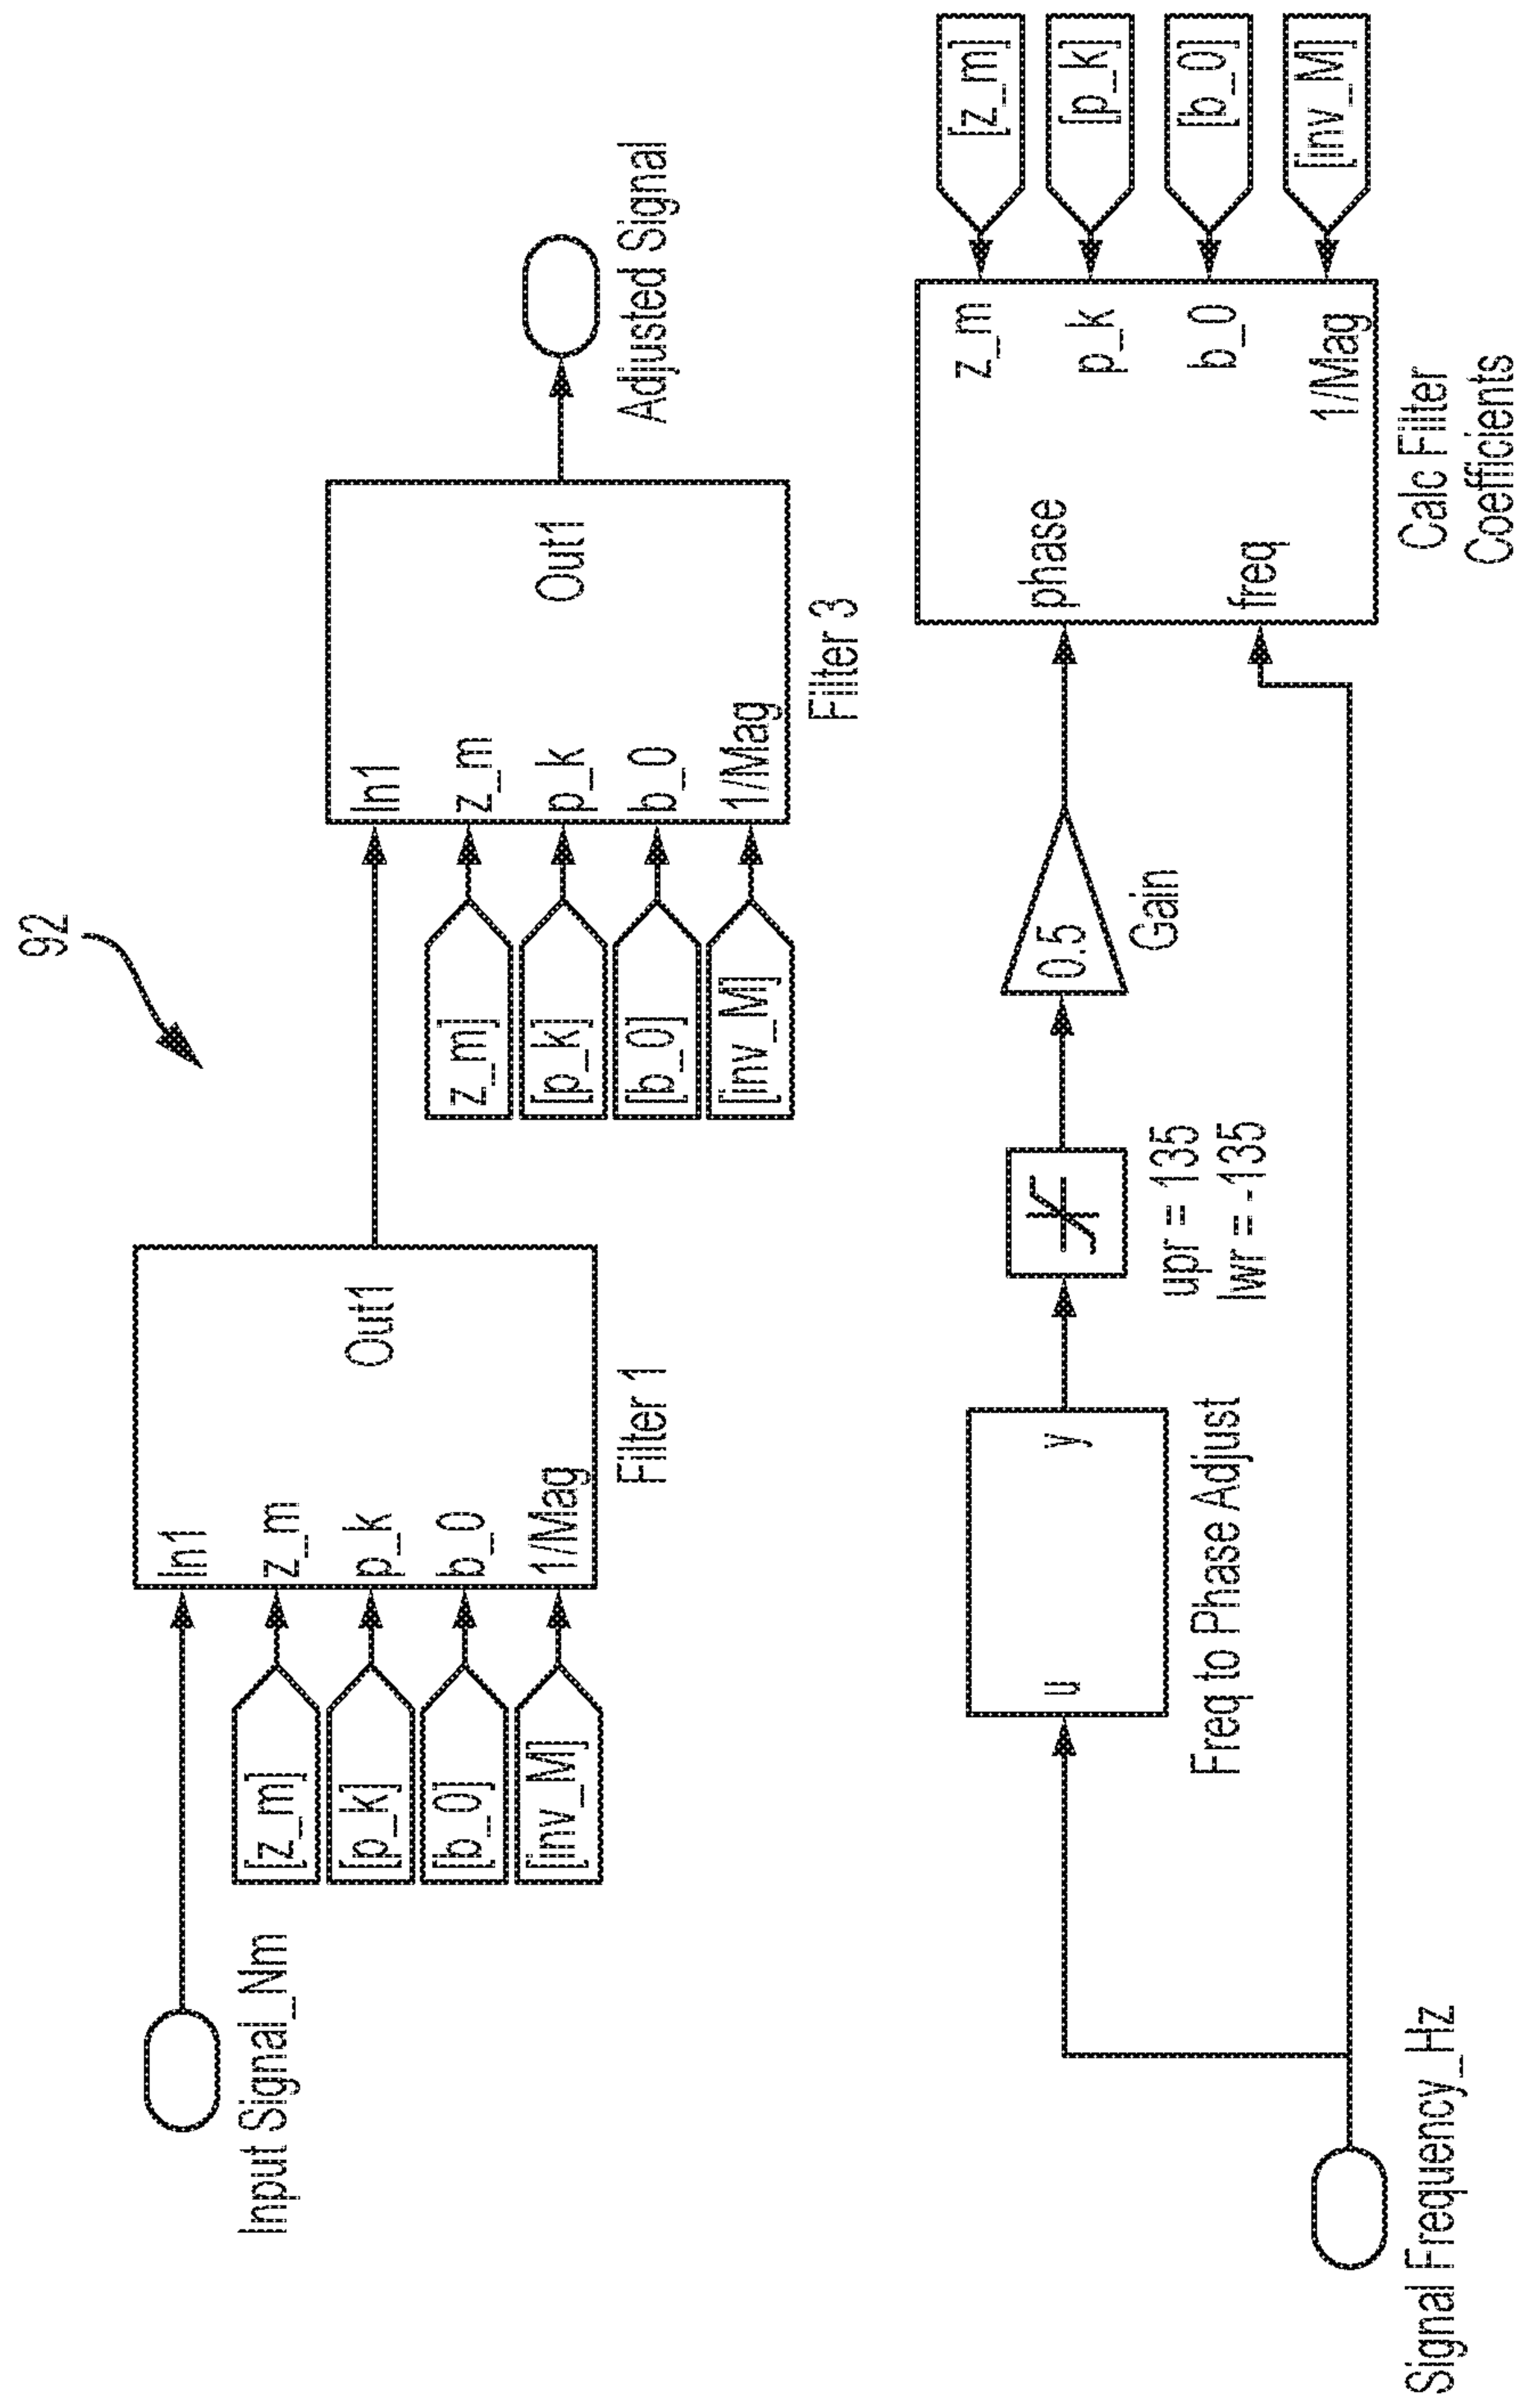 92
Input Signal_Nm
[z_m]
[p_k]
[b_0]
[inv_M]
In1
z_m
p_k
b_0
1/Mag
Out1
Filter 1
z_m]
[p_k]
[b_0]
[inv_M]
In1
z_m
p_k
b_0
1/Mag
Out1
Filter 3
Adjusted Signal
Signal Frequency_Hz
u
y
Freq to Phase Adjust
upr = 135
lwr = -135
0.5
Gain
phase
freq
z_m
p_k
b_0
1/Mag
Calc Filter
Coefficients
[z_m]
[p_k]
[b_0]
[inv_M]